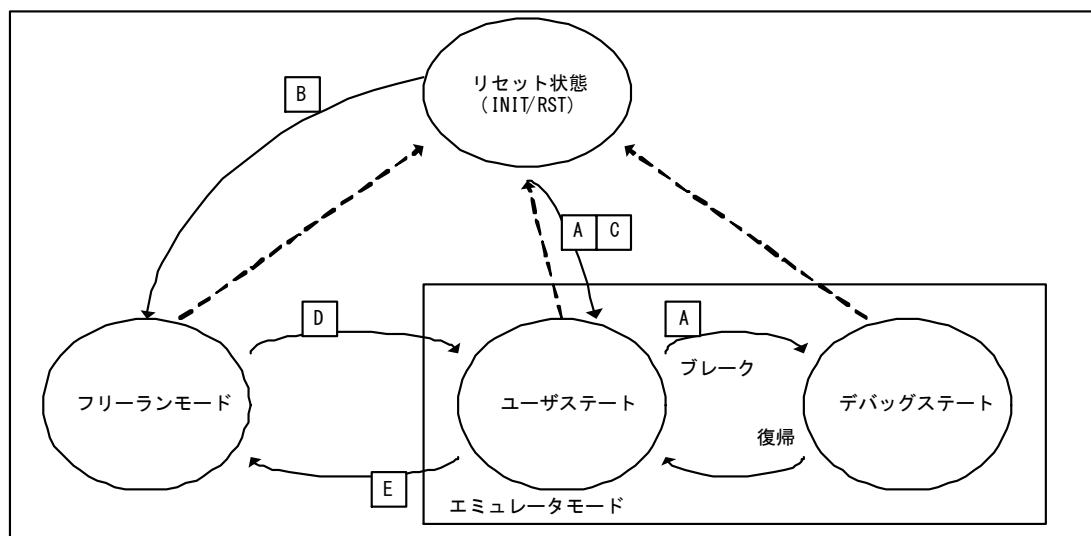 リセット状態
(INIT/RST)
B
A C
D
A
ブレーク
フリーランモード
ユーザステート
デバッグステート
復帰
E
エミュレータモード